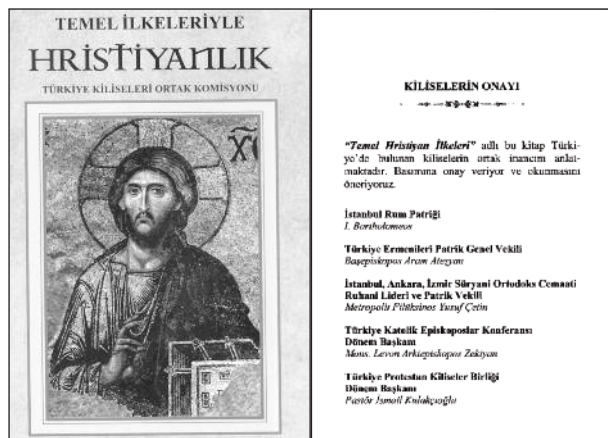 TEMEL İLKELERİYLE
HRİSTİYANLIK
TÜRKİYE KİLİSELERİ ORTAK KOMİSYONU
KİLİSELERİN ONAYI
"Temel Hristiyan İlkeleri" adlı bu kitap Türki-
ye'de bulunan kiliselerin ortak inancını anlat-
maktadır. Basımına onay veriyor ve okunmasını
öneriyoruz.
İstanbul Rum Patriği
I. Bartholomeos
Türkiye Ermenileri Patrik Genel Vekili
Başepiskopos Aram Ateşyan
İstanbul, Ankara, İzmir Süryani Ortodoks Cemaati
Ruhani Lideri ve Patrik Vekili
Metropolis Filüksinos Yusuf Çetin
Türkiye Katolik Episkoposlar Konferansı
Dönem Başkanı
Mons. Levon Arkiepiskopos Zekiyan
Türkiye Protestan Kiliseler Birliği
Dönem Başkanı
Pastör İsmail Kulakçıoğlu